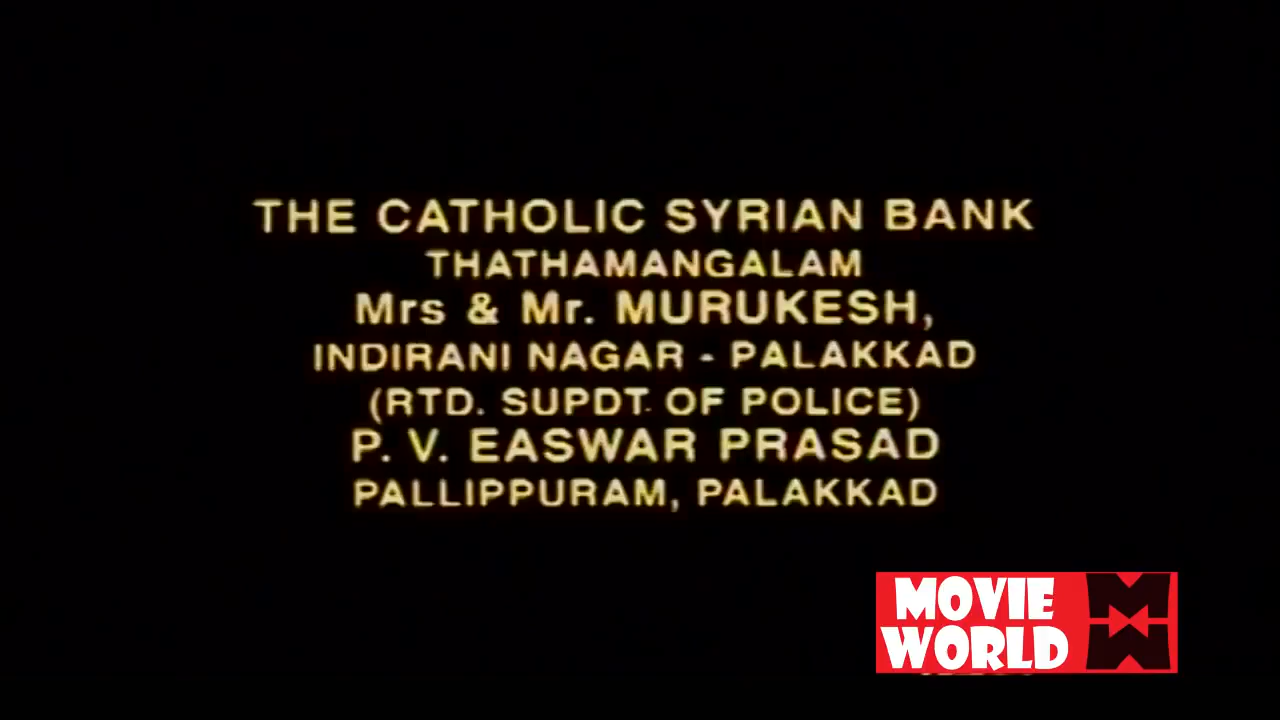 THE CATHOLIC SYRIAN BANK
THATHAMANGALAM
Mrs & Mr. MURUKESH,
INDIRANI NAGAR - PALAKKAD
(RTD. SUPDT. OF POLICE)
P. V. EASWAR PRASAD
PALLIPPURAM, PALAKKAD
MOVIE
WORLD